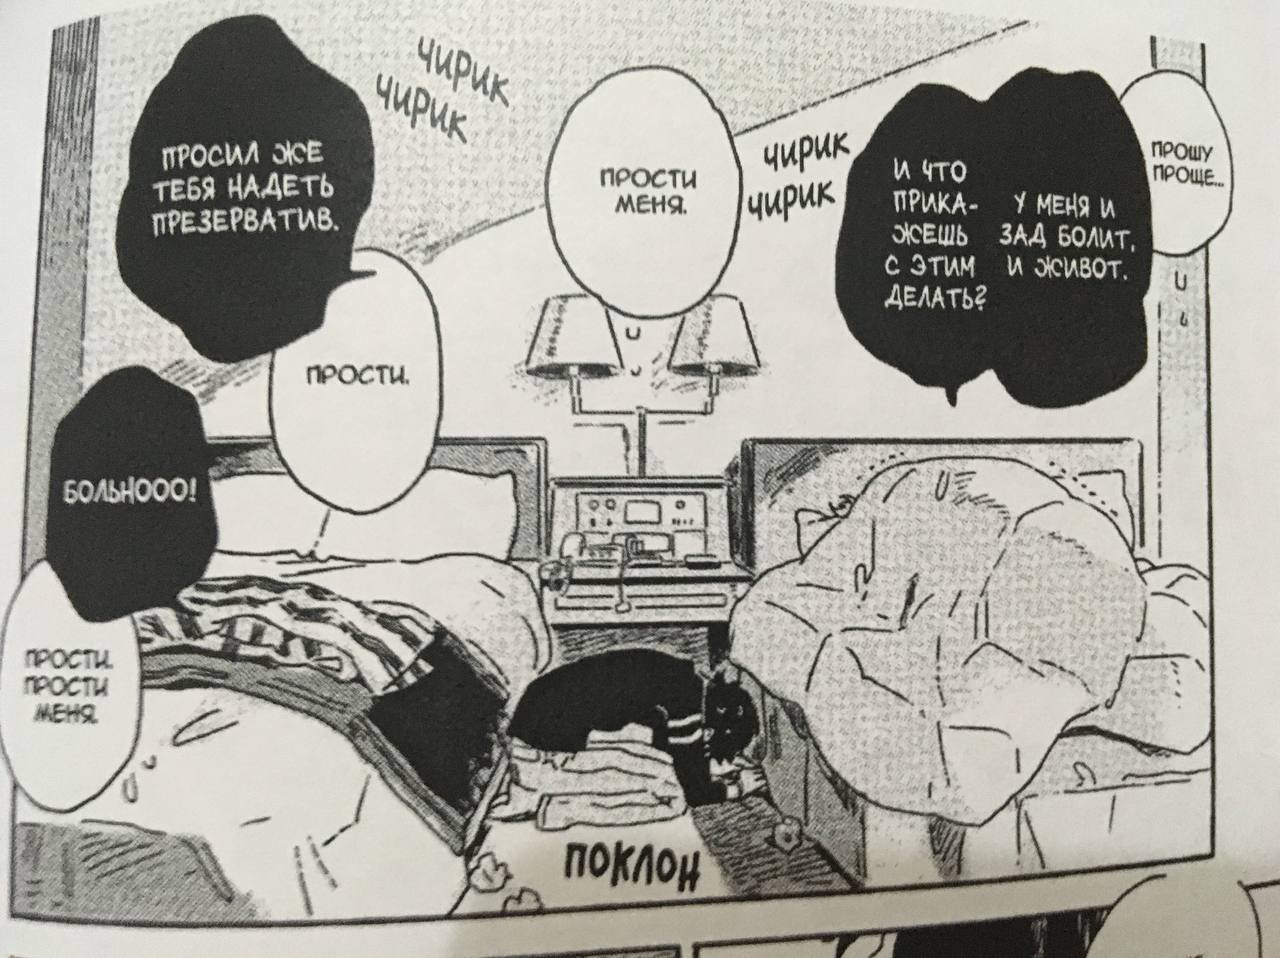 ПРОШУ
ПРОЩЕ...
У МЕНЯ И
ЗАД БОЛИТ,
И ЖИВОТ.
И ЧТО
ПРИКА-
ЖЕШЬ
С ЭТИМ
ДЕЛАТЬ?
ЧИРИК
ЧИРИК
ПРОСТИ
МЕНЯ.
ЧИРИК
ЧИРИК
ПРОСИЛ ЖЕ
ТЕБЯ НАДЕТЬ
ПРЕЗЕРВАТИВ.
ПРОСТИ.
БОЛЬНООО!
ПРОСТИ.
ПРОСТИ
МЕНЯ.
ПОКЛОН